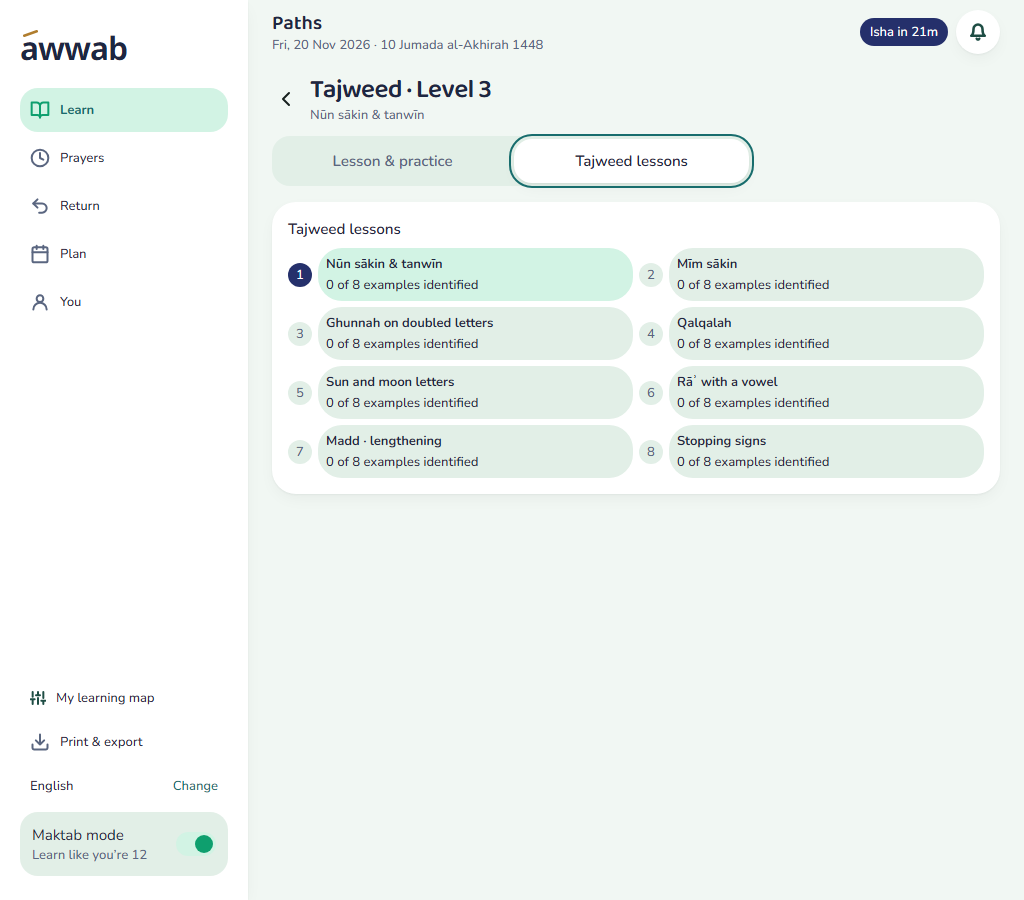 awwab
Learn
Prayers
Return
Plan
You
My learning map
Print & export
English
Change
Maktab mode
Learn like you're 12
Paths
Fri, 20 Nov 2026 · 10 Jumada al-Akhirah 1448
Isha in 21m
Tajweed · Level 3
Nūn sākin & tanwīn
Lesson & practice
Tajweed lessons
Tajweed lessons
1
Nūn sākin & tanwīn
0 of 8 examples identified
2
Mīm sākin
0 of 8 examples identified
3
Ghunnah on doubled letters
0 of 8 examples identified
4
Qalqalah
0 of 8 examples identified
5
Sun and moon letters
0 of 8 examples identified
6
Rāʾ with a vowel
0 of 8 examples identified
7
Madd · lengthening
0 of 8 examples identified
8
Stopping signs
0 of 8 examples identified